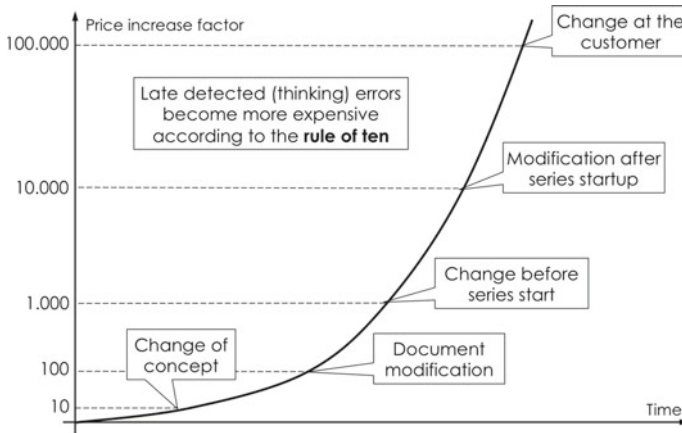 Price increase factor
100.000
10.000
1.000
100
10
Late detected (thinking) errors
become more expensive
according to the rule of ten
Change at the
customer
Modification after
series startup
Change before
series start
Document
modification
Change of
concept
Time